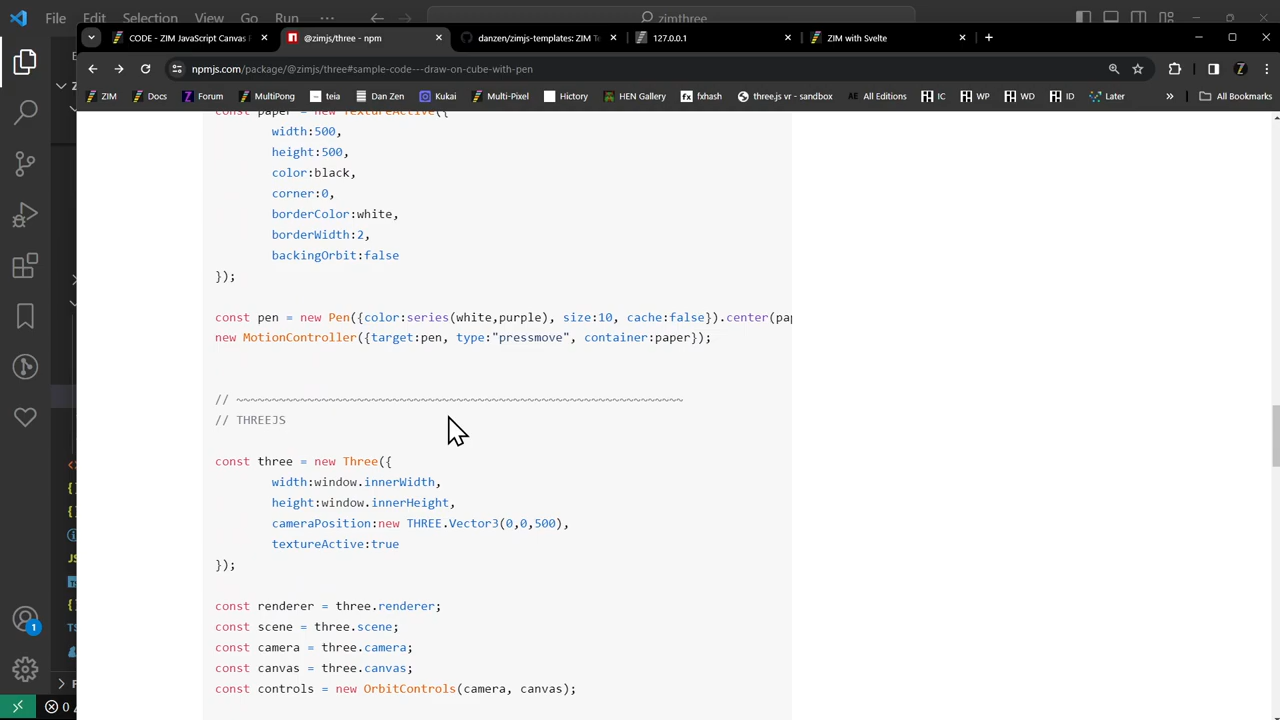 File
Edit
Se
zimthree
CODE - ZIM JavaScript Canvas
@zimjs/three - npm
danzen/zimjs-templates: ZIM Te
127.0.0.1
ZIM with Svelte
npmjs.com/package/@zimjs/three#sample-code---draw-on-cube-with-pen
ZIM
Docs
Forum
MultiPong
teia
Dan Zen
Kukai
Multi-Pixel
Hictory
HEN Gallery
fxhash
three.js vr - sandbox
All Editions
IC
WP
WD
ID
Later
»
All Bookmarks
const paper = new TextureActive({
width:500,
height:500,
color:black,
corner:0,
borderColor:white,
borderWidth:2,
backingOrbit:false
});
const pen = new Pen({color:series(white,purple), size:10, cache:false}).center(pap
new MotionController({target:pen, type:"pressmove", container:paper});
// ~~~~~~~~~~~~~~~~~~~~~~~~~~~~~~~~~~~~~~~~~~~~~~~~~~~~~~~~~~~~~~~
// THREEJS
const three = new Three({
width:window.innerWidth,
height:window.innerHeight,
cameraPosition:new THREE.Vector3(0,0,500),
textureActive:true
});
const renderer = three.renderer;
const scene = three.scene;
const camera = three.camera;
const canvas = three.canvas;
const controls = new OrbitControls(camera, canvas);
1
0